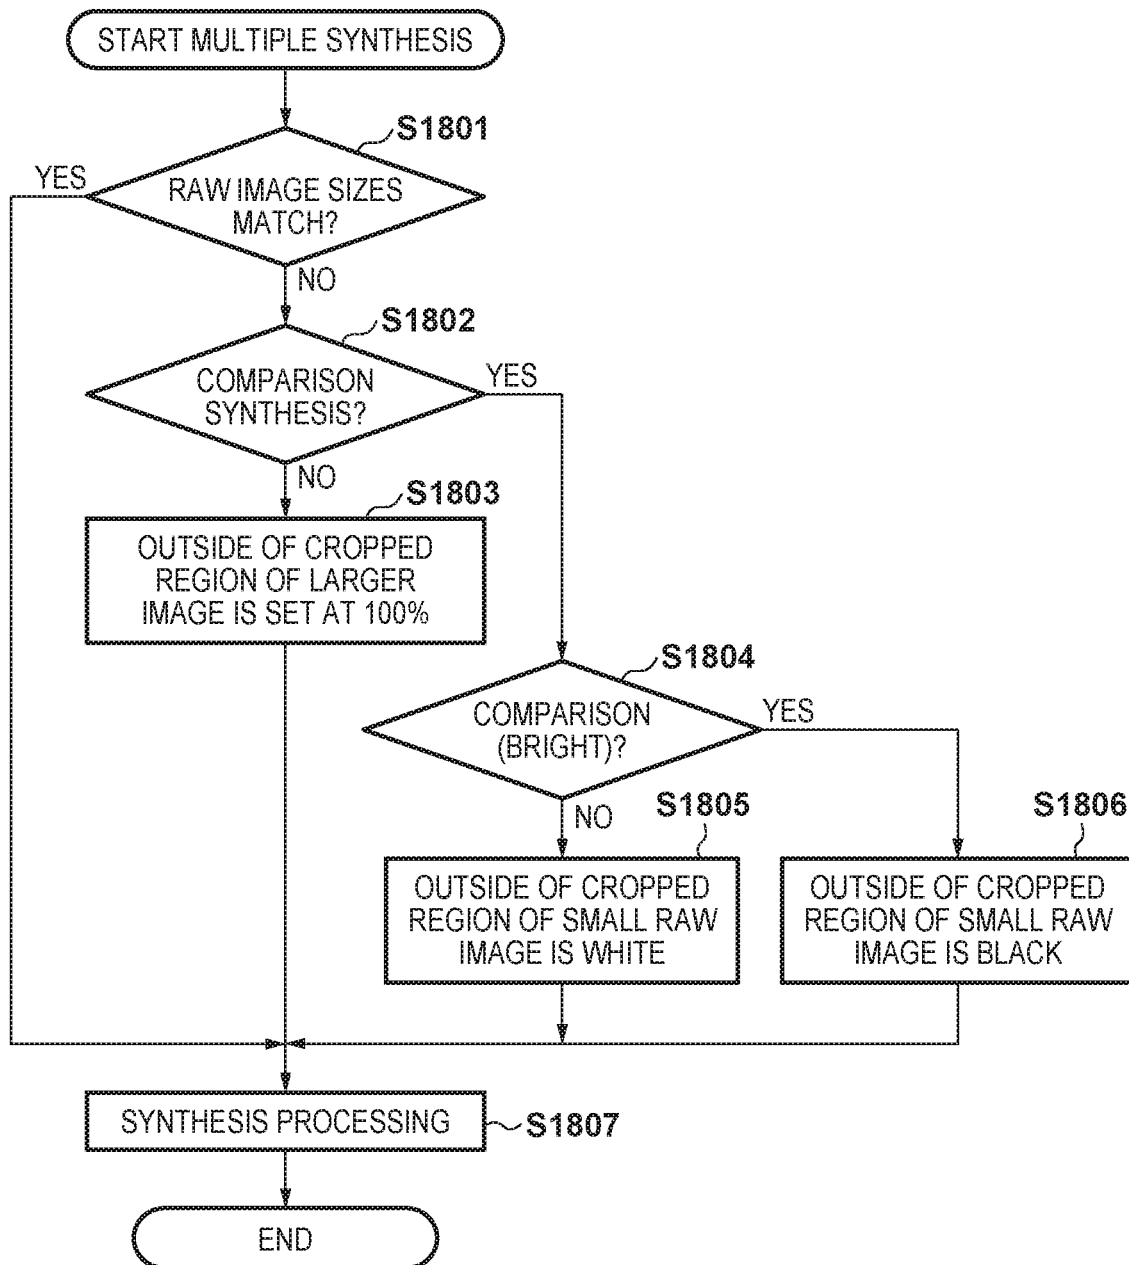 START MULTIPLE SYNTHESIS
S1801
YES
RAW IMAGE SIZES
MATCH?
NO
S1802
COMPARISON
SYNTHESIS?
YES
NO
S1803
OUTSIDE OF CROPPED
REGION OF LARGER
IMAGE IS SET AT 100%
S1804
COMPARISON
(BRIGHT)?
YES
NO
S1805
S1806
OUTSIDE OF CROPPED
REGION OF SMALL RAW
IMAGE IS WHITE
OUTSIDE OF CROPPED
REGION OF SMALL RAW
IMAGE IS BLACK
SYNTHESIS PROCESSING
S1807
END